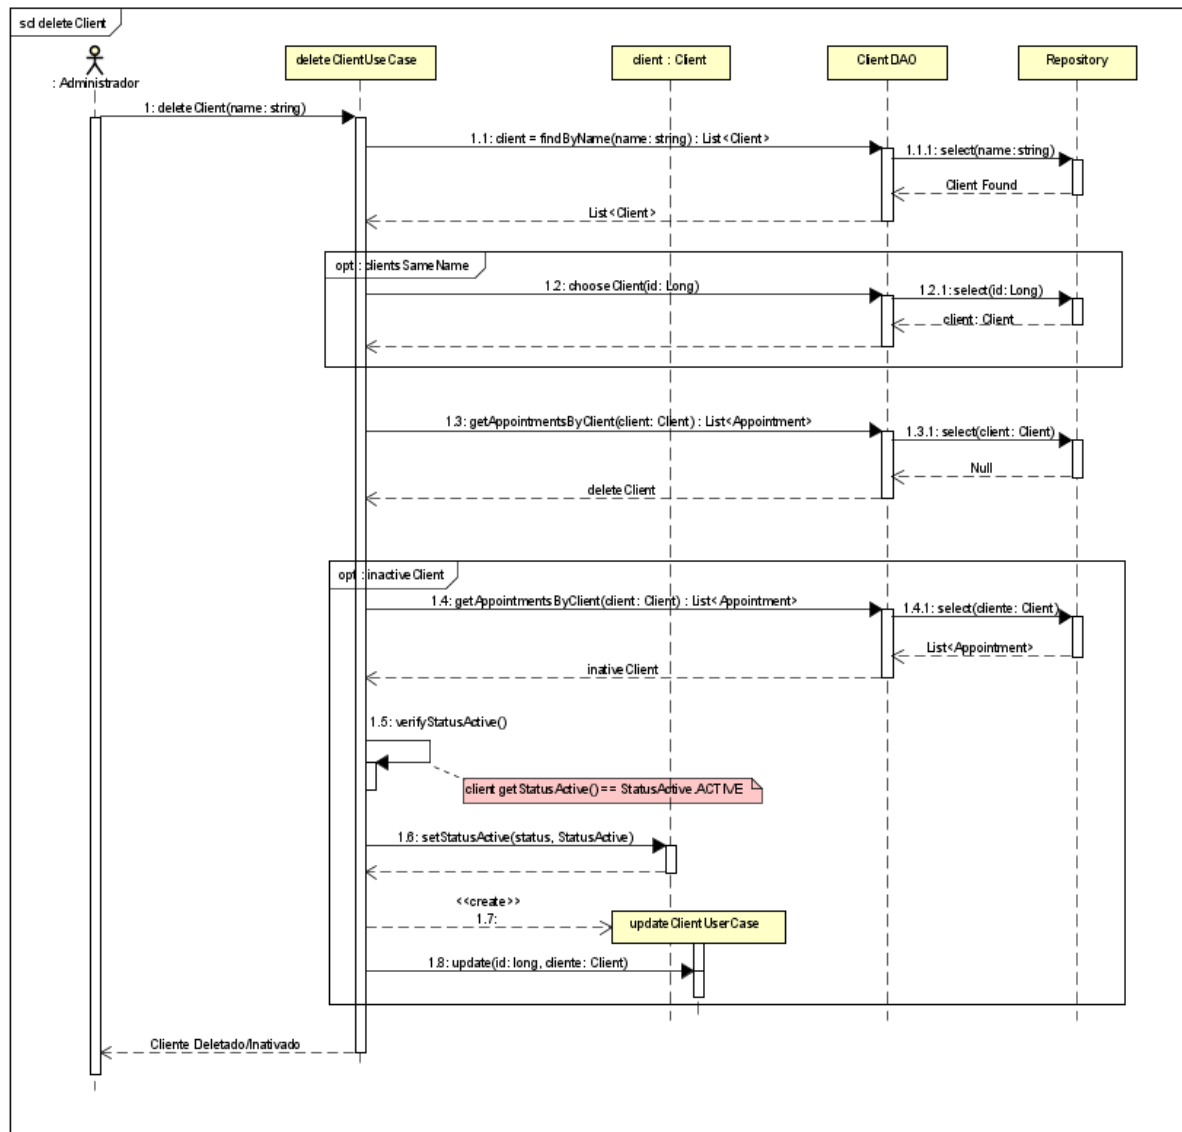 sd deleteClient
: Administrador
deleteClientUseCase
client : Client
ClientDAO
Repository
1: deleteClient(name: string)
1.1: client = findByName(name: string) : List<Client>
1.1.1: select(name: string)
Client Found
List<Client>
opt : clientsSameName
1.2: chooseClient(id: Long)
1.2.1: select(id: Long)
client: Client
1.3: getAppointmentsByClient(client: Client) : List<Appointment>
1.3.1: select(client: Client)
Null
deleteClient
opt : inactiveClient
1.4: getAppointmentsByClient(client: Client) : List<Appointment>
1.4.1: select(cliente: Client)
List<Appointment>
inativeClient
1.5: verifyStatusActive()
client getStatusActive() == StatusActive.ACTIVE
1.6: setStatusActive(status, StatusActive)
<<create>>
1.7:
updateClientUserCase
1.8: update(id: long, cliente: Client)
Cliente Deletado/Inativado